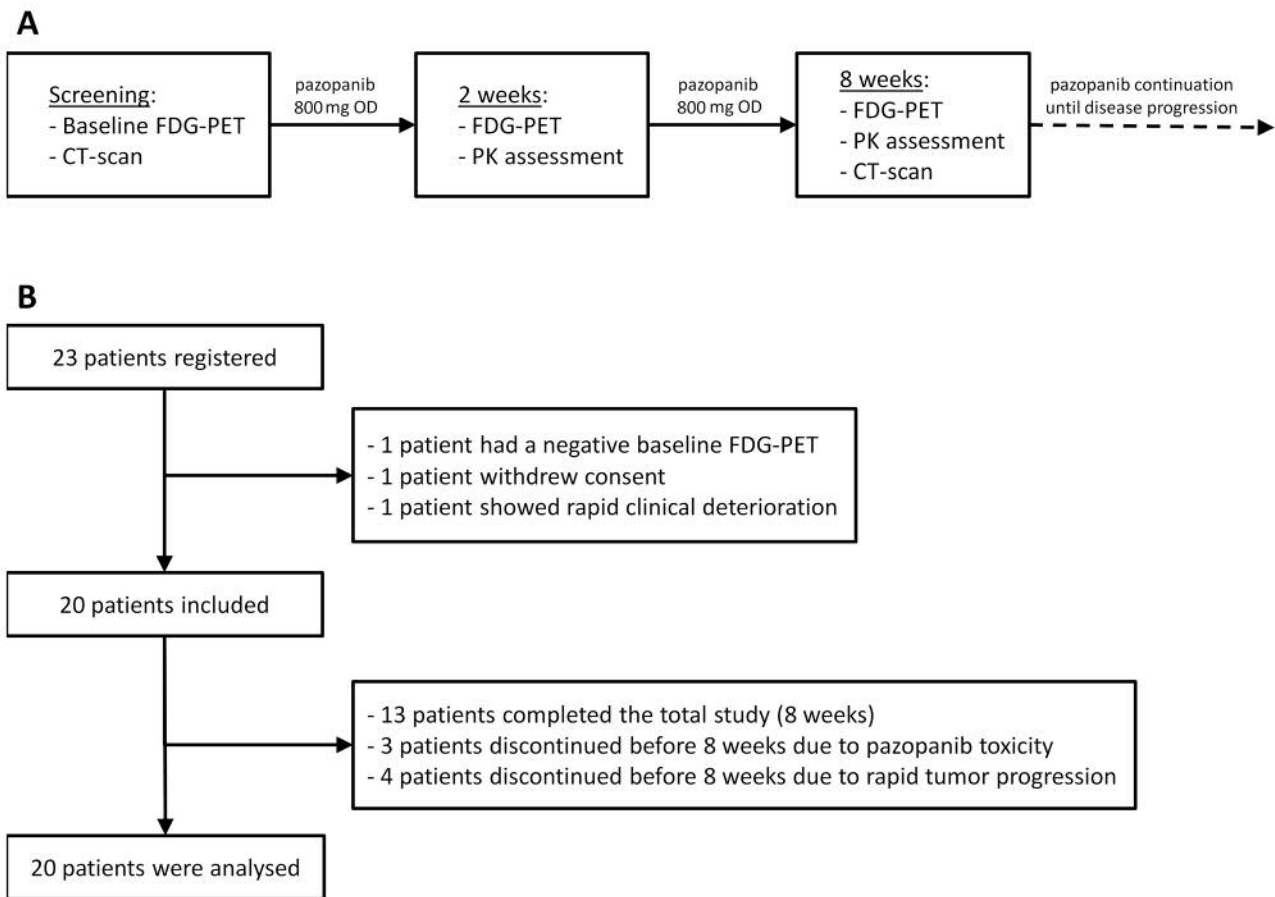 A
Screening:
- Baseline FDG-PET
- CT-scan
pazopanib
800 mg OD
2 weeks:
- FDG-PET
- PK assessment
pazopanib
800 mg OD
8 weeks:
- FDG-PET
- PK assessment
- CT-scan
pazopanib continuation
until disease progression
B
23 patients registered
- 1 patient had a negative baseline FDG-PET
- 1 patient withdrew consent
- 1 patient showed rapid clinical deterioration
20 patients included
- 13 patients completed the total study (8 weeks)
- 3 patients discontinued before 8 weeks due to pazopanib toxicity
- 4 patients discontinued before 8 weeks due to rapid tumor progression
20 patients were analysed